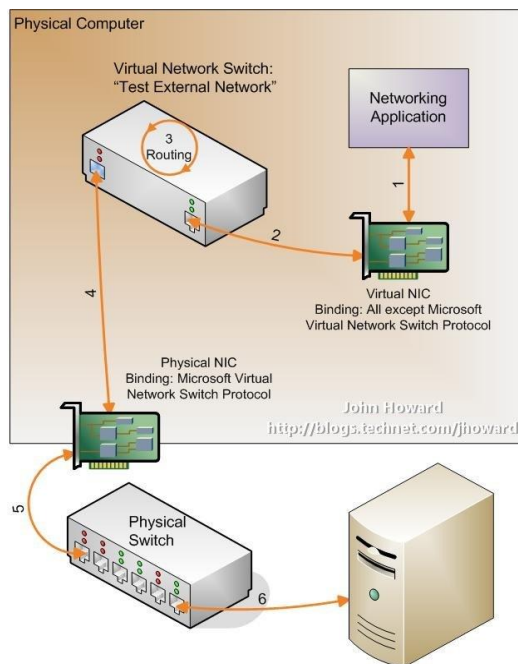 Physical Computer
Virtual Network Switch:
“Test External Network”
3
Routing
Networking
Application
1
2
Virtual NIC
Binding: All except Microsoft
Virtual Network Switch Protocol
4
Physical NIC
Binding: Microsoft Virtual
Network Switch Protocol
John Howard
http://blogs.technet.com/jhoward
5
Physical
Switch
6